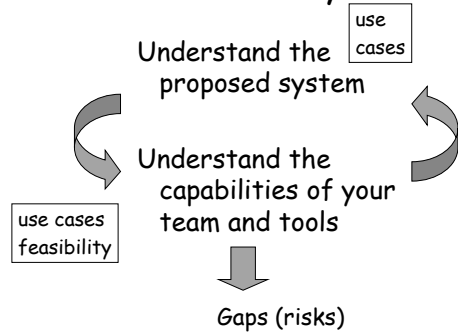 use
cases
Understand the
proposed system
Understand the
capabilities of your
team and tools
use cases
feasibility
Gaps (risks)